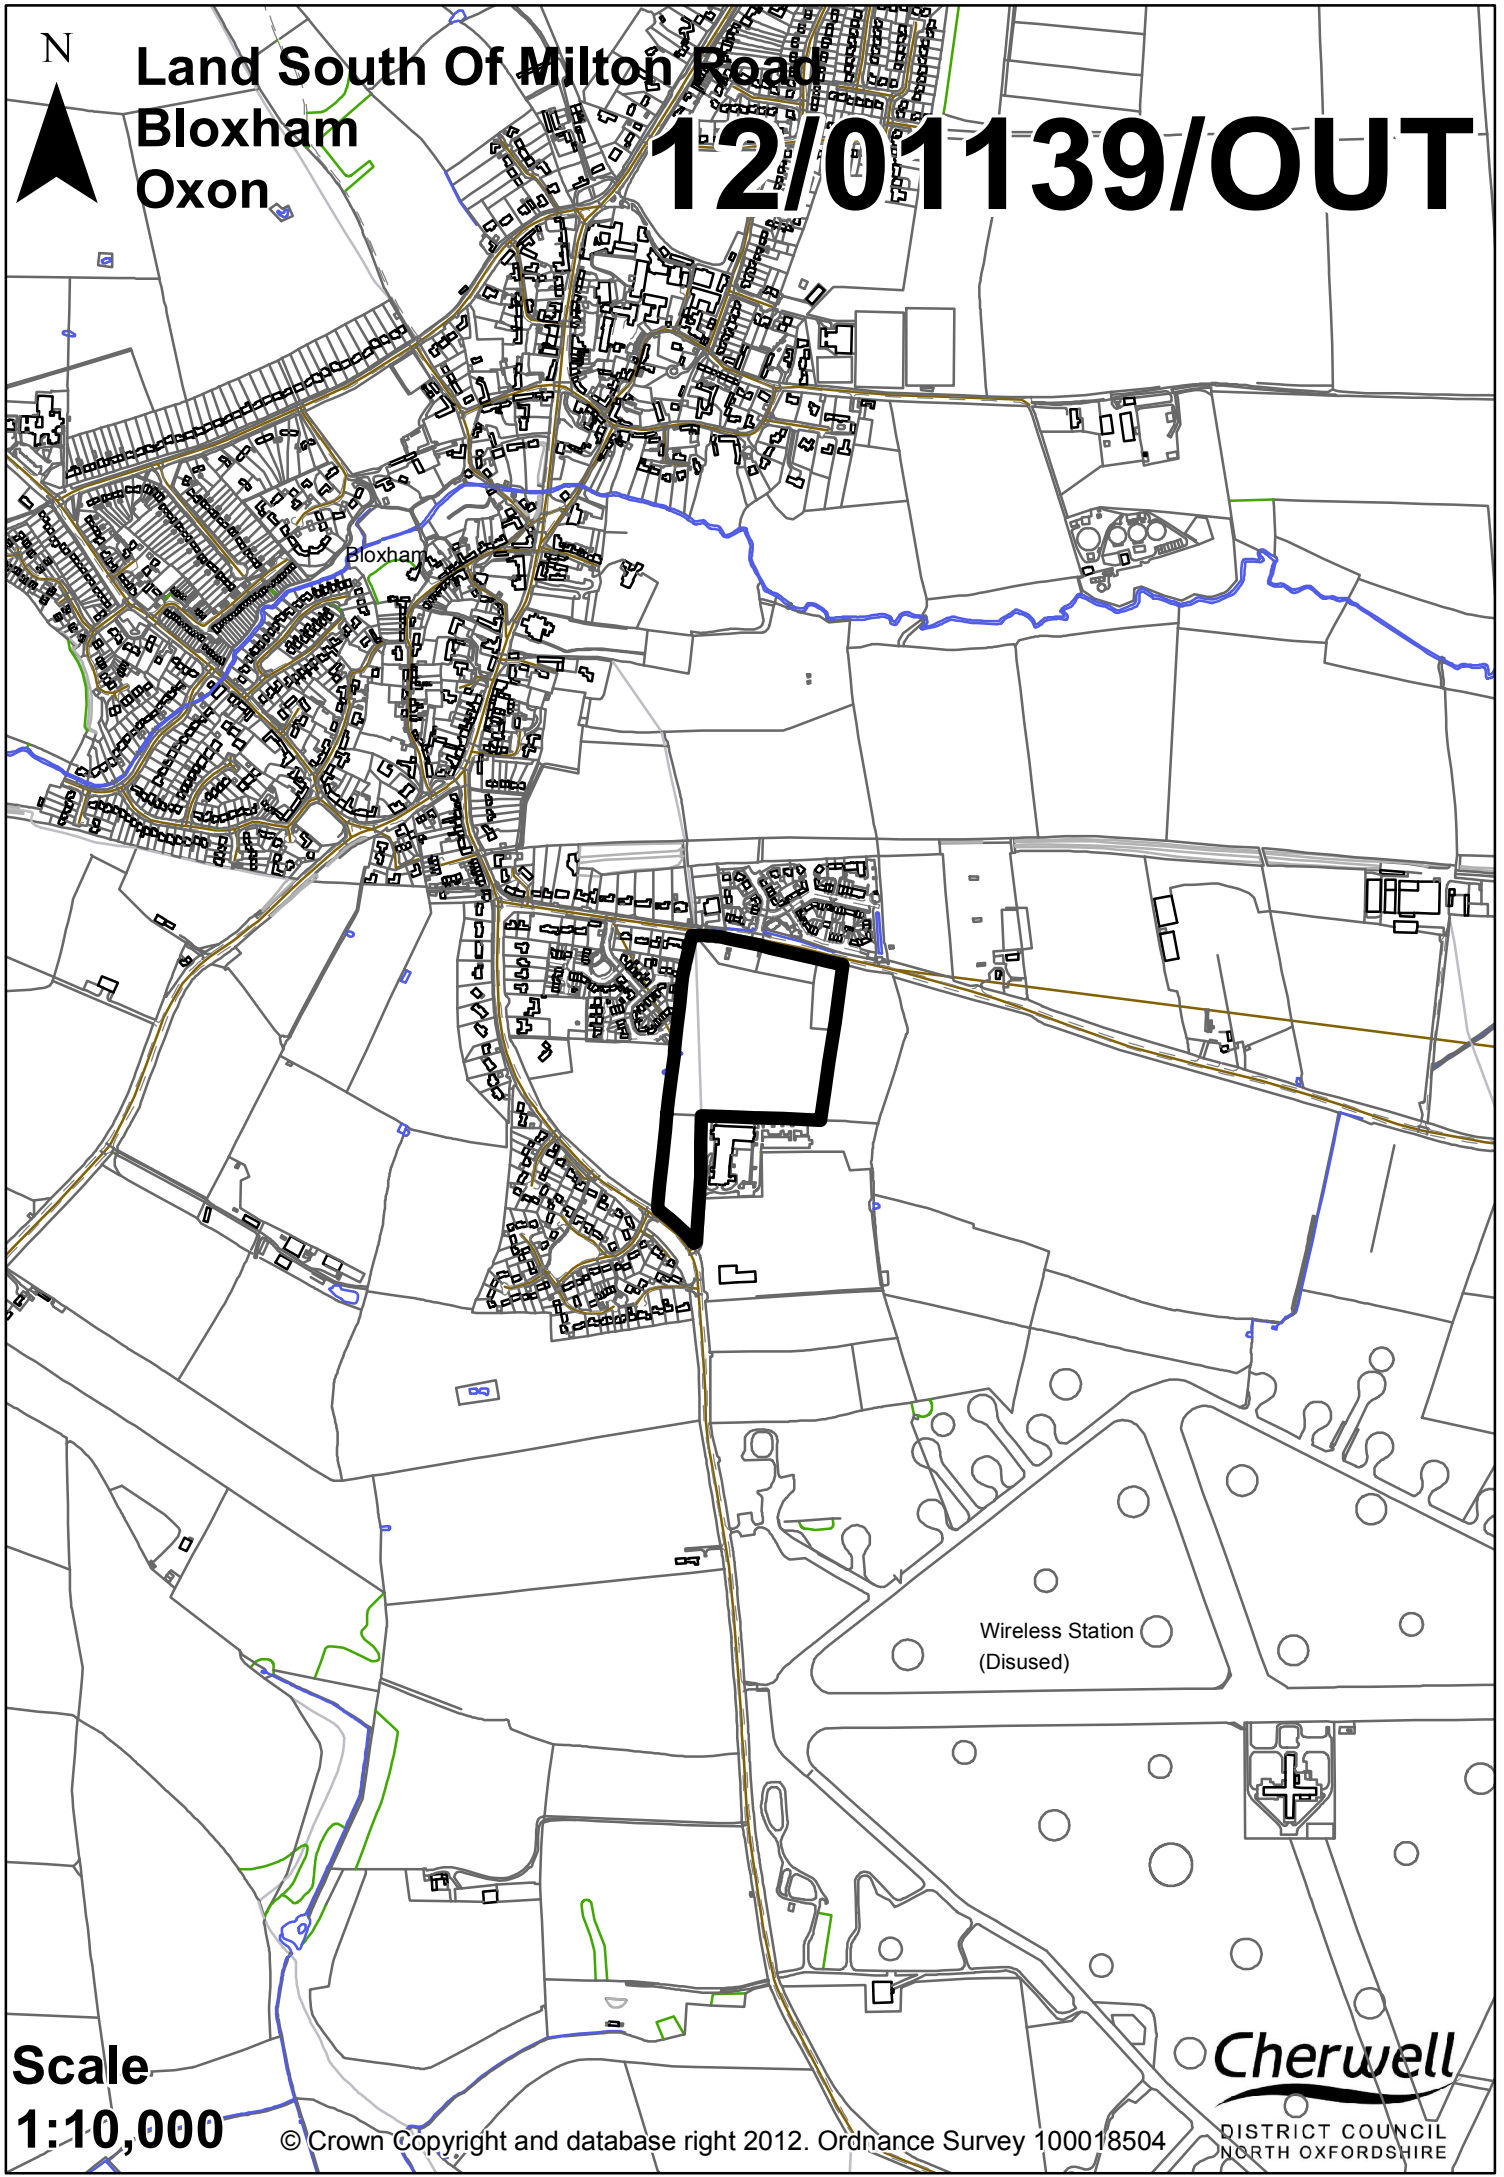 N
Land South Of Milton Road
Bloxham
Oxon
12/01139/OUT
Bloxham
Wireless Station
(Disused)
Scale
1:10,000
© Crown Copyright and database right 2012. Ordnance Survey 100018504
Cherwell
DISTRICT COUNCIL
NORTH OXFORDSHIRE